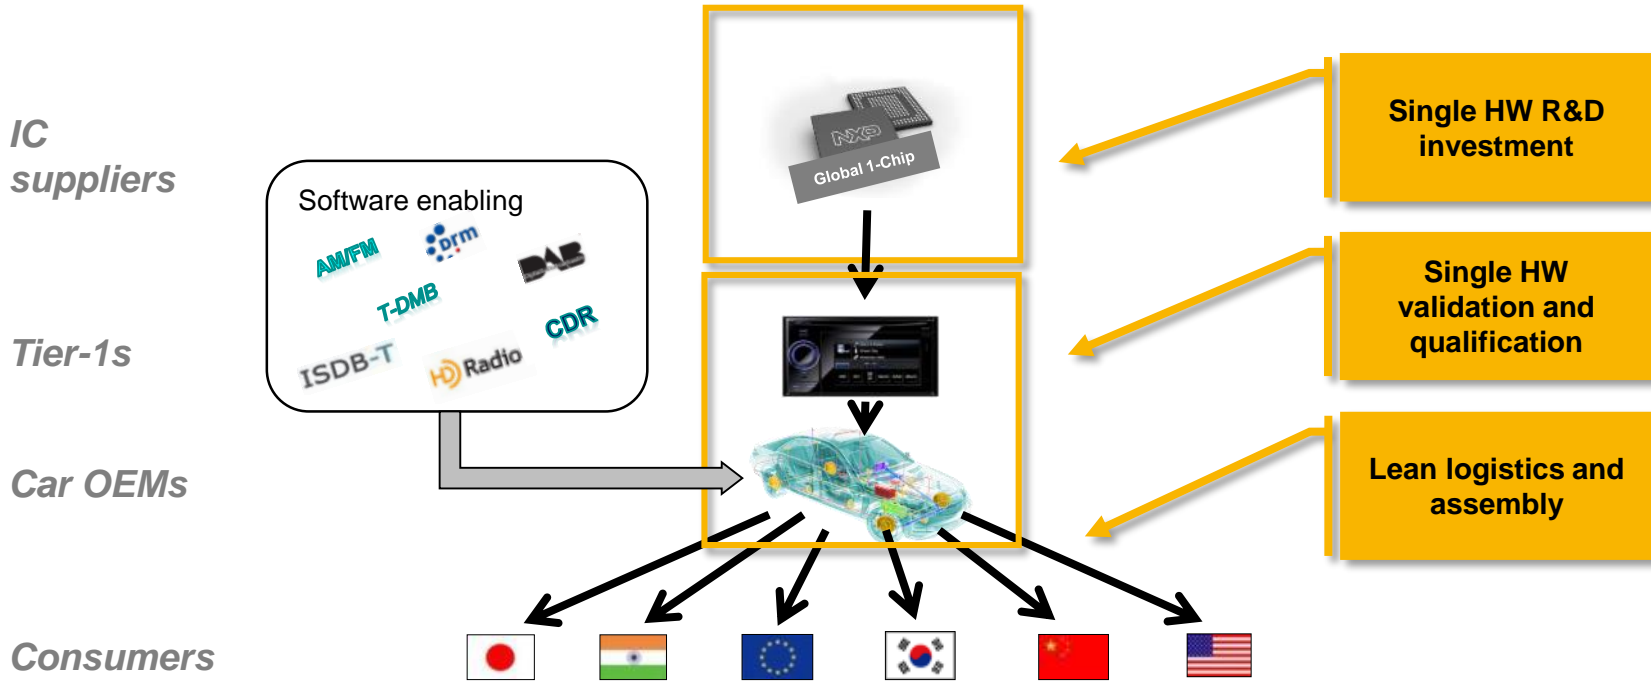 IC
suppliers
Tier-1s
Car OEMs
Consumers
Software enabling
AM/FM
Drm
DAB
T-DMB
CDR
ISDB-T
HD Radio
NXP
Global 1-Chip
Single HW R&D
investment
Single HW
validation and
qualification
Lean logistics and
assembly